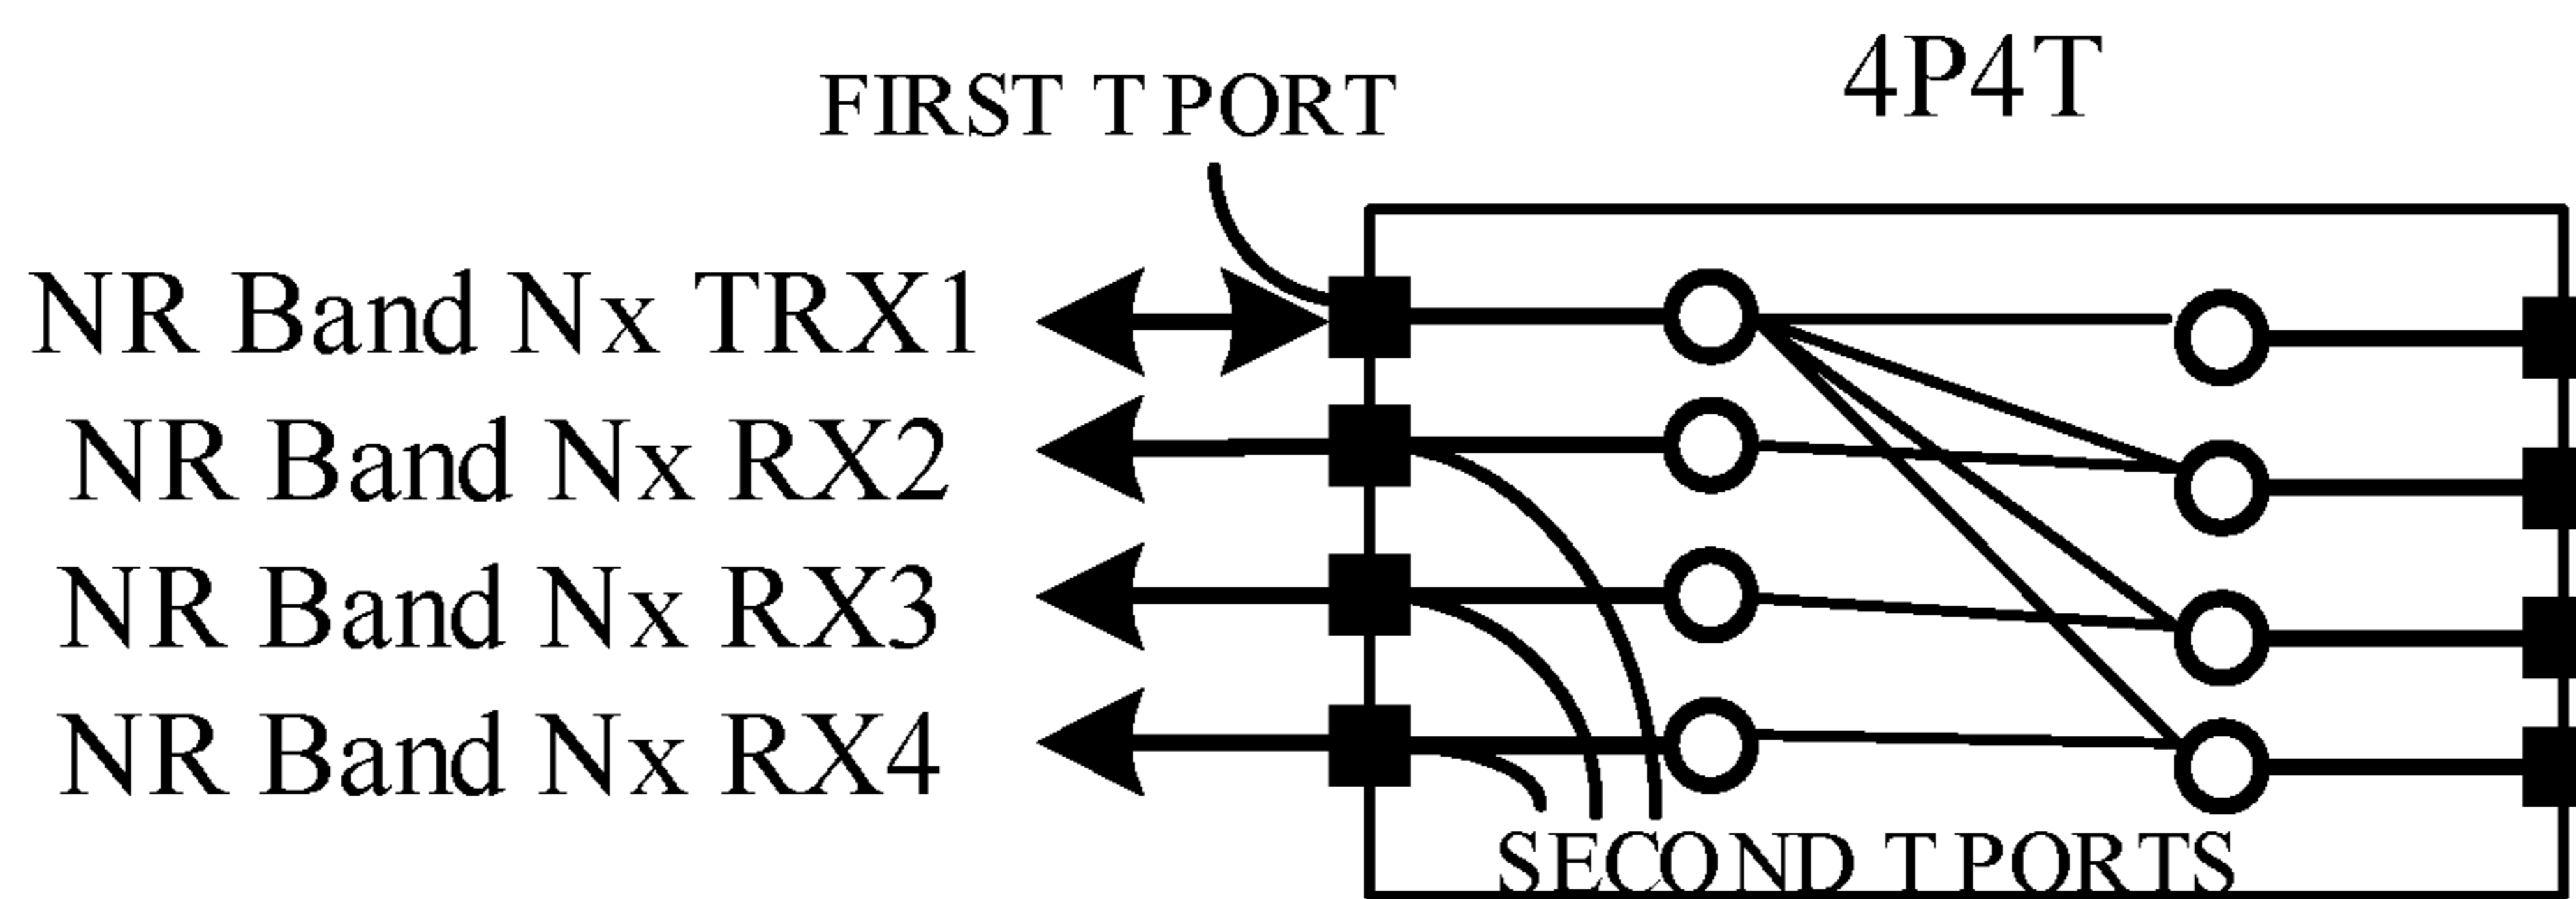 4P4T
FIRST T PORT
NR Band Nx TRX1
NR Band Nx RX2
NR Band Nx RX3
NR Band Nx RX4
SECOND T PORTS